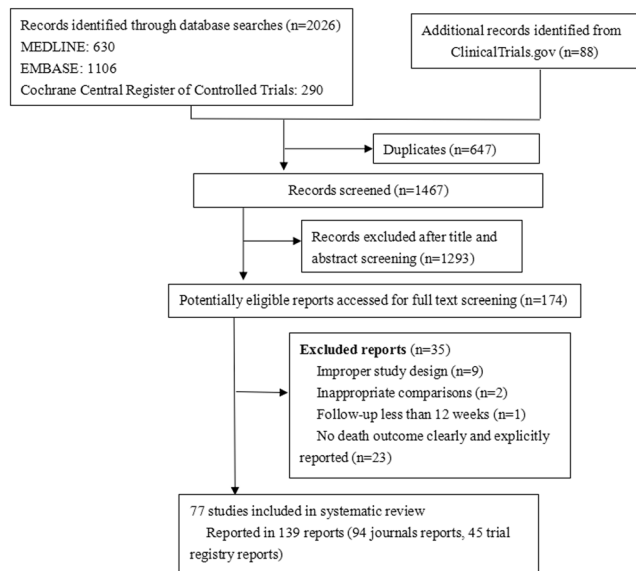 Records identified through database searches (n=2026)
MEDLINE: 630
EMBASE: 1106
Cochrane Central Register of Controlled Trials: 290
Additional records identified from
ClinicalTrials.gov (n=88)
Duplicates (n=647)
Records screened (n=1467)
Records excluded after title and
abstract screening (n=1293)
Potentially eligible reports accessed for full text screening (n=174)
Excluded reports (n=35)
Improper study design (n=9)
Inappropriate comparisons (n=2)
Follow-up less than 12 weeks (n=1)
No death outcome clearly and explicitly
reported (n=23)
77 studies included in systematic review
Reported in 139 reports (94 journals reports, 45 trial
registry reports)